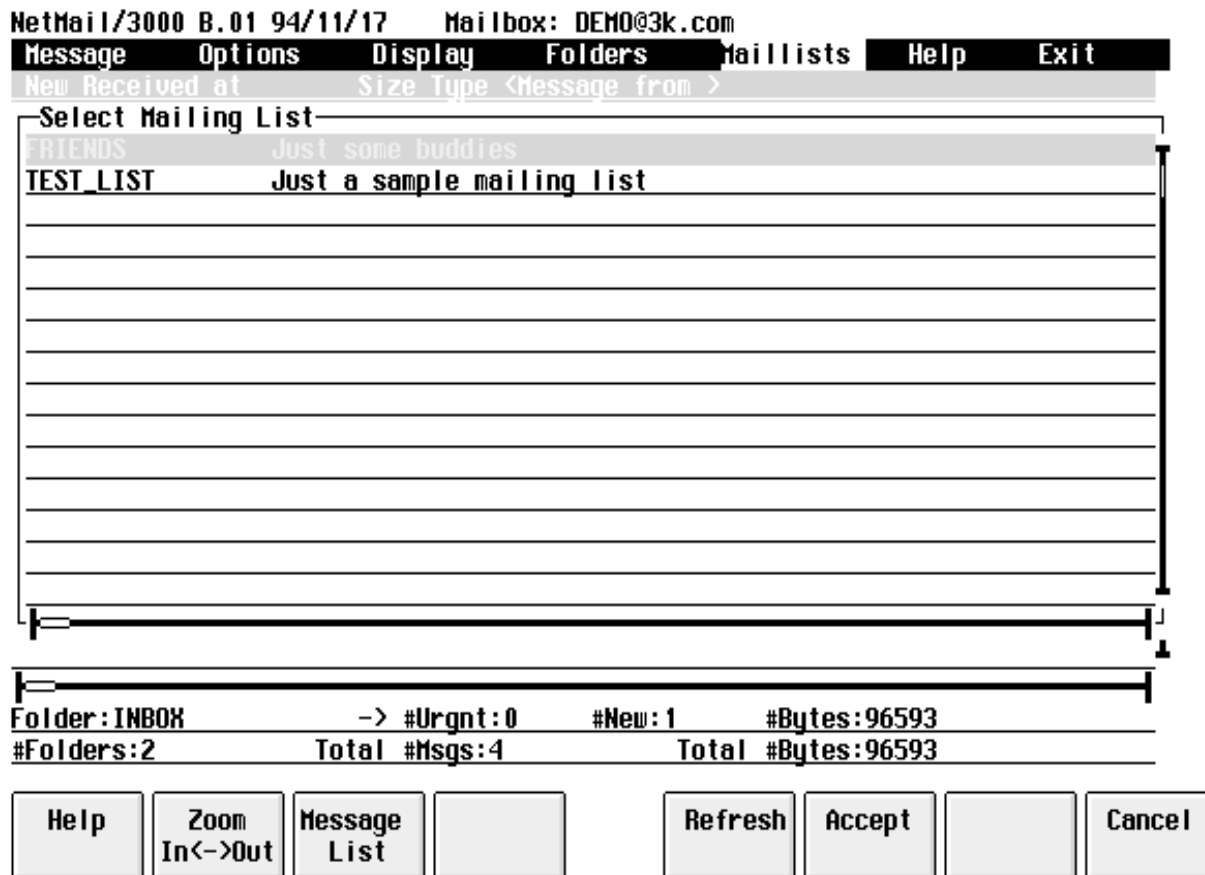 NetMail/3000 B.01 94/11/17 Mailbox: DEMO@3k.com
Message Options Display Folders Maillists Help Exit
New Received at Size Type <Message from >
Select Mailing List
FRIENDS Just some buddies
TEST_LIST Just a sample mailing list
Folder:INBOX -> #Urgnt:0 #New:1 #Bytes:96593
#Folders:2 Total #Msgs:4 Total #Bytes:96593
Help Zoom Message Refresh Accept Cancel
In<->Out List